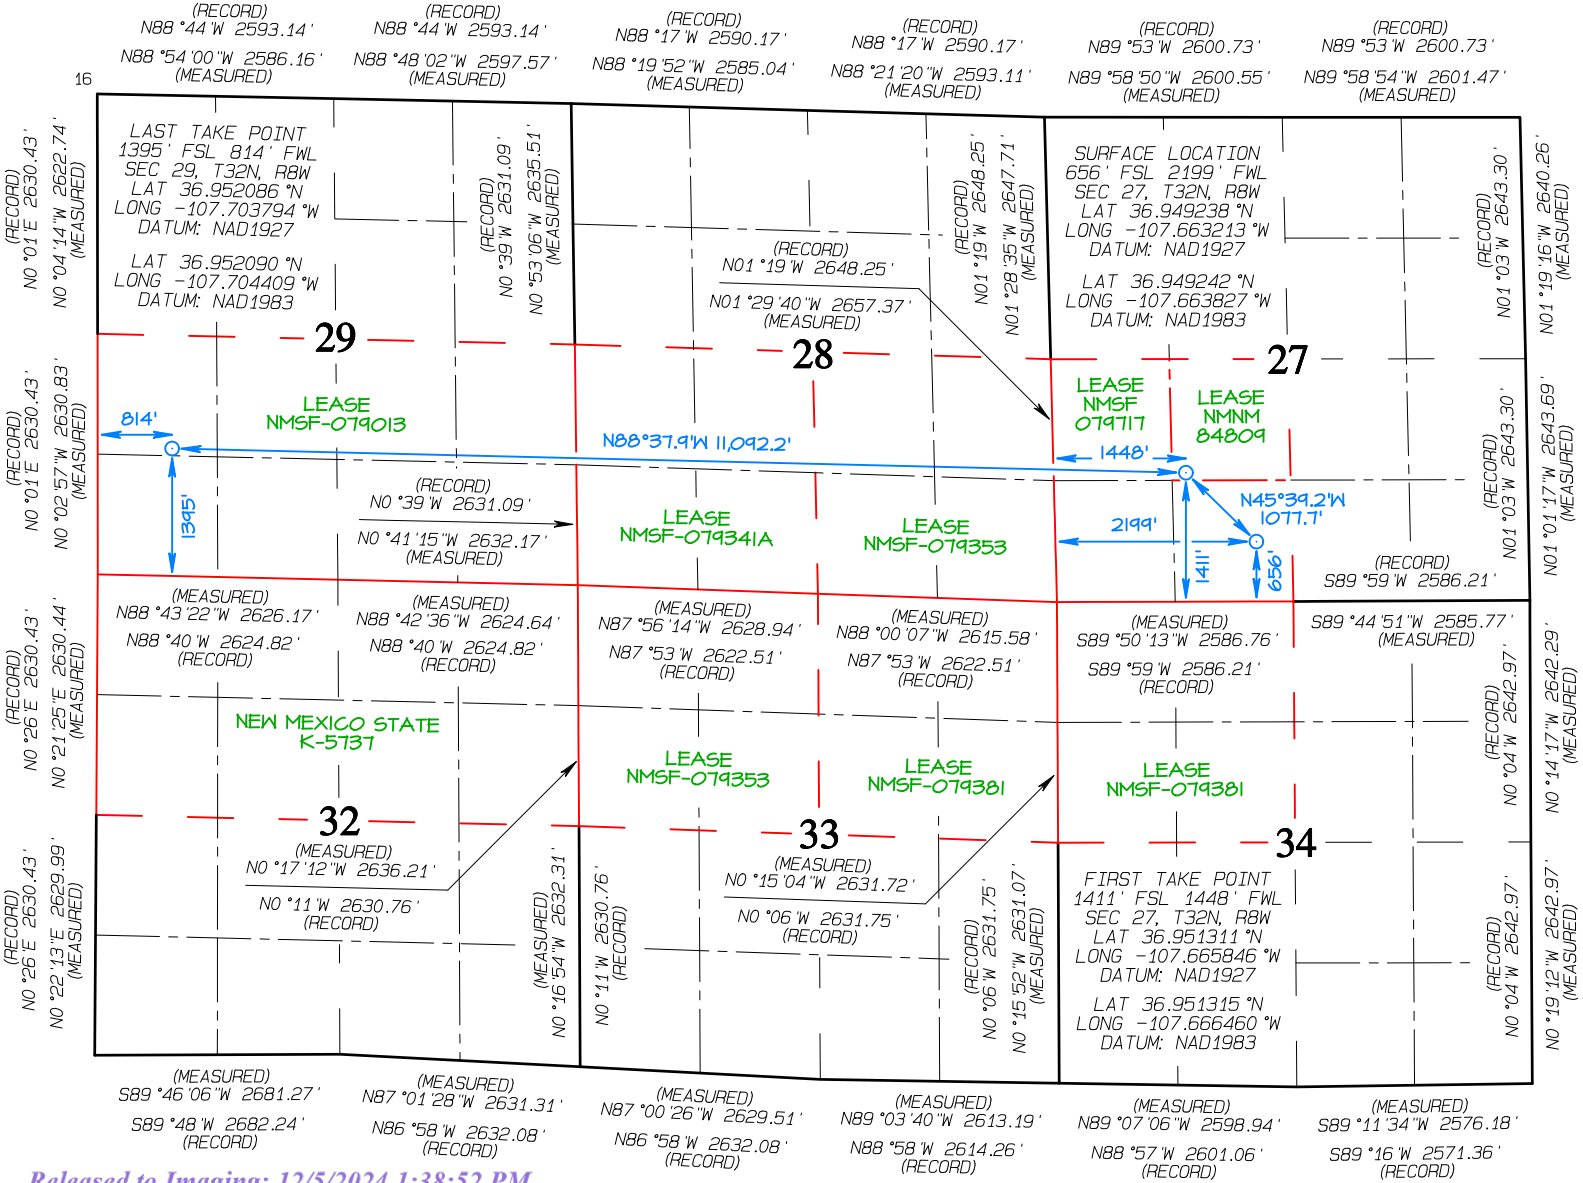 (RECORD)
N88°44'W 2593.14'
N88°54'00"W 2586.16'
(MEASURED)
(RECORD)
N88°44'W 2593.14'
N88°48'02"W 2597.57'
(MEASURED)
(RECORD)
N88°17'W 2590.17'
N88°19'52"W 2585.04'
(MEASURED)
(RECORD)
N88°17'W 2590.17'
N88°21'20"W 2593.11'
(MEASURED)
(RECORD)
N89°53'W 2600.73'
N89°58'50"W 2600.55'
(MEASURED)
(RECORD)
N89°53'W 2600.73'
N89°58'54"W 2601.47'
(MEASURED)
16
(RECORD)
N0°01'E 2630.43'
N0°04'14"W 2622.74'
(MEASURED)
LAST TAKE POINT
1395' FSL 814' FWL
SEC 29, T32N, R8W
LAT 36.952086°N
LONG -107.703794°W
DATUM: NAD1927
LAT 36.952090°N
LONG -107.704409°W
DATUM: NAD1983
(RECORD)
N0°39'W 2631.09'
N0°53'06"W 2635.51'
(MEASURED)
(RECORD)
N01°19'W 2648.25'
N01°29'40"W 2657.37'
(MEASURED)
(RECORD)
N01°19'W 2648.25'
N01°28'35"W 2647.71'
(MEASURED)
SURFACE LOCATION
656' FSL 2199' FWL
SEC 27, T32N, R8W
LAT 36.949238°N
LONG -107.663213°W
DATUM: NAD1927
LAT 36.949242°N
LONG -107.663827°W
DATUM: NAD1983
(RECORD)
N01°03'W 2643.30'
N01°19'16"W 2640.26'
(MEASURED)
29
28
27
(RECORD)
N0°01'E 2630.43'
N0°02'57"W 2630.83'
(MEASURED)
814'
1395'
LEASE
NMSF-079013
N88°37.9'W 11,092.2'
LEASE
NMSF
079717
LEASE
NMNM
84809
1448'
(RECORD)
N0°39'W 2631.09'
N0°41'15"W 2632.17'
(MEASURED)
LEASE
NMSF-079341A
LEASE
NMSF-079353
2199'
1411'
N45°39.2'W
1077.7'
656'
(RECORD)
N01°03'W 2643.30'
N01°01'17"W 2643.69'
(MEASURED)
(RECORD)
S89°59'W 2586.21'
S89°44'51"W 2585.77'
(MEASURED)
(MEASURED)
N88°43'22"W 2626.17'
N88°40'W 2624.82'
(RECORD)
(MEASURED)
N88°42'36"W 2624.64'
N88°40'W 2624.82'
(RECORD)
(MEASURED)
N87°56'14"W 2628.94'
N87°53'W 2622.51'
(RECORD)
(MEASURED)
N88°00'07"W 2615.58'
N87°53'W 2622.51'
(RECORD)
(MEASURED)
S89°50'13"W 2586.76'
S89°59'W 2586.21'
(RECORD)
(RECORD)
N0°26'E 2630.43'
N0°21'25"E 2630.44'
(MEASURED)
NEW MEXICO STATE
K-5737
LEASE
NMSF-079353
LEASE
NMSF-079381
LEASE
NMSF-079381
(RECORD)
N0°04'W 2642.97'
N0°14'17"W 2642.29'
(MEASURED)
32
33
34
(RECORD)
N0°26'E 2630.43'
N0°22'13"E 2629.99'
(MEASURED)
(MEASURED)
N0°17'12"W 2636.21'
N0°11'W 2630.76'
(RECORD)
(MEASURED)
N0°16'54"W 2632.31'
N0°11'W 2630.76'
(RECORD)
(MEASURED)
N0°15'04"W 2631.72'
N0°06'W 2631.75'
(RECORD)
(RECORD)
N0°06'W 2631.75'
N0°15'52"W 2631.07'
(MEASURED)
FIRST TAKE POINT
1411' FSL 1448' FWL
SEC 27, T32N, R8W
LAT 36.951311°N
LONG -107.665846°W
DATUM: NAD1927
LAT 36.951315°N
LONG -107.666460°W
DATUM: NAD1983
(RECORD)
N0°04'W 2642.97'
N0°19'12"W 2642.97'
(MEASURED)
(MEASURED)
S89°46'06"W 2681.27'
S89°48'W 2682.24'
(RECORD)
(MEASURED)
N87°01'28"W 2631.31'
N86°58'W 2632.08'
(RECORD)
(MEASURED)
N87°00'26"W 2629.51'
N86°58'W 2632.08'
(RECORD)
(MEASURED)
N89°03'40"W 2613.19'
N88°58'W 2614.26'
(RECORD)
(MEASURED)
N89°07'06"W 2598.94'
N88°57'W 2601.06'
(RECORD)
(MEASURED)
S89°11'34"W 2576.18'
S89°16'W 2571.36'
(RECORD)
Released to Imaging: 12/5/2024 1:38:52 PM